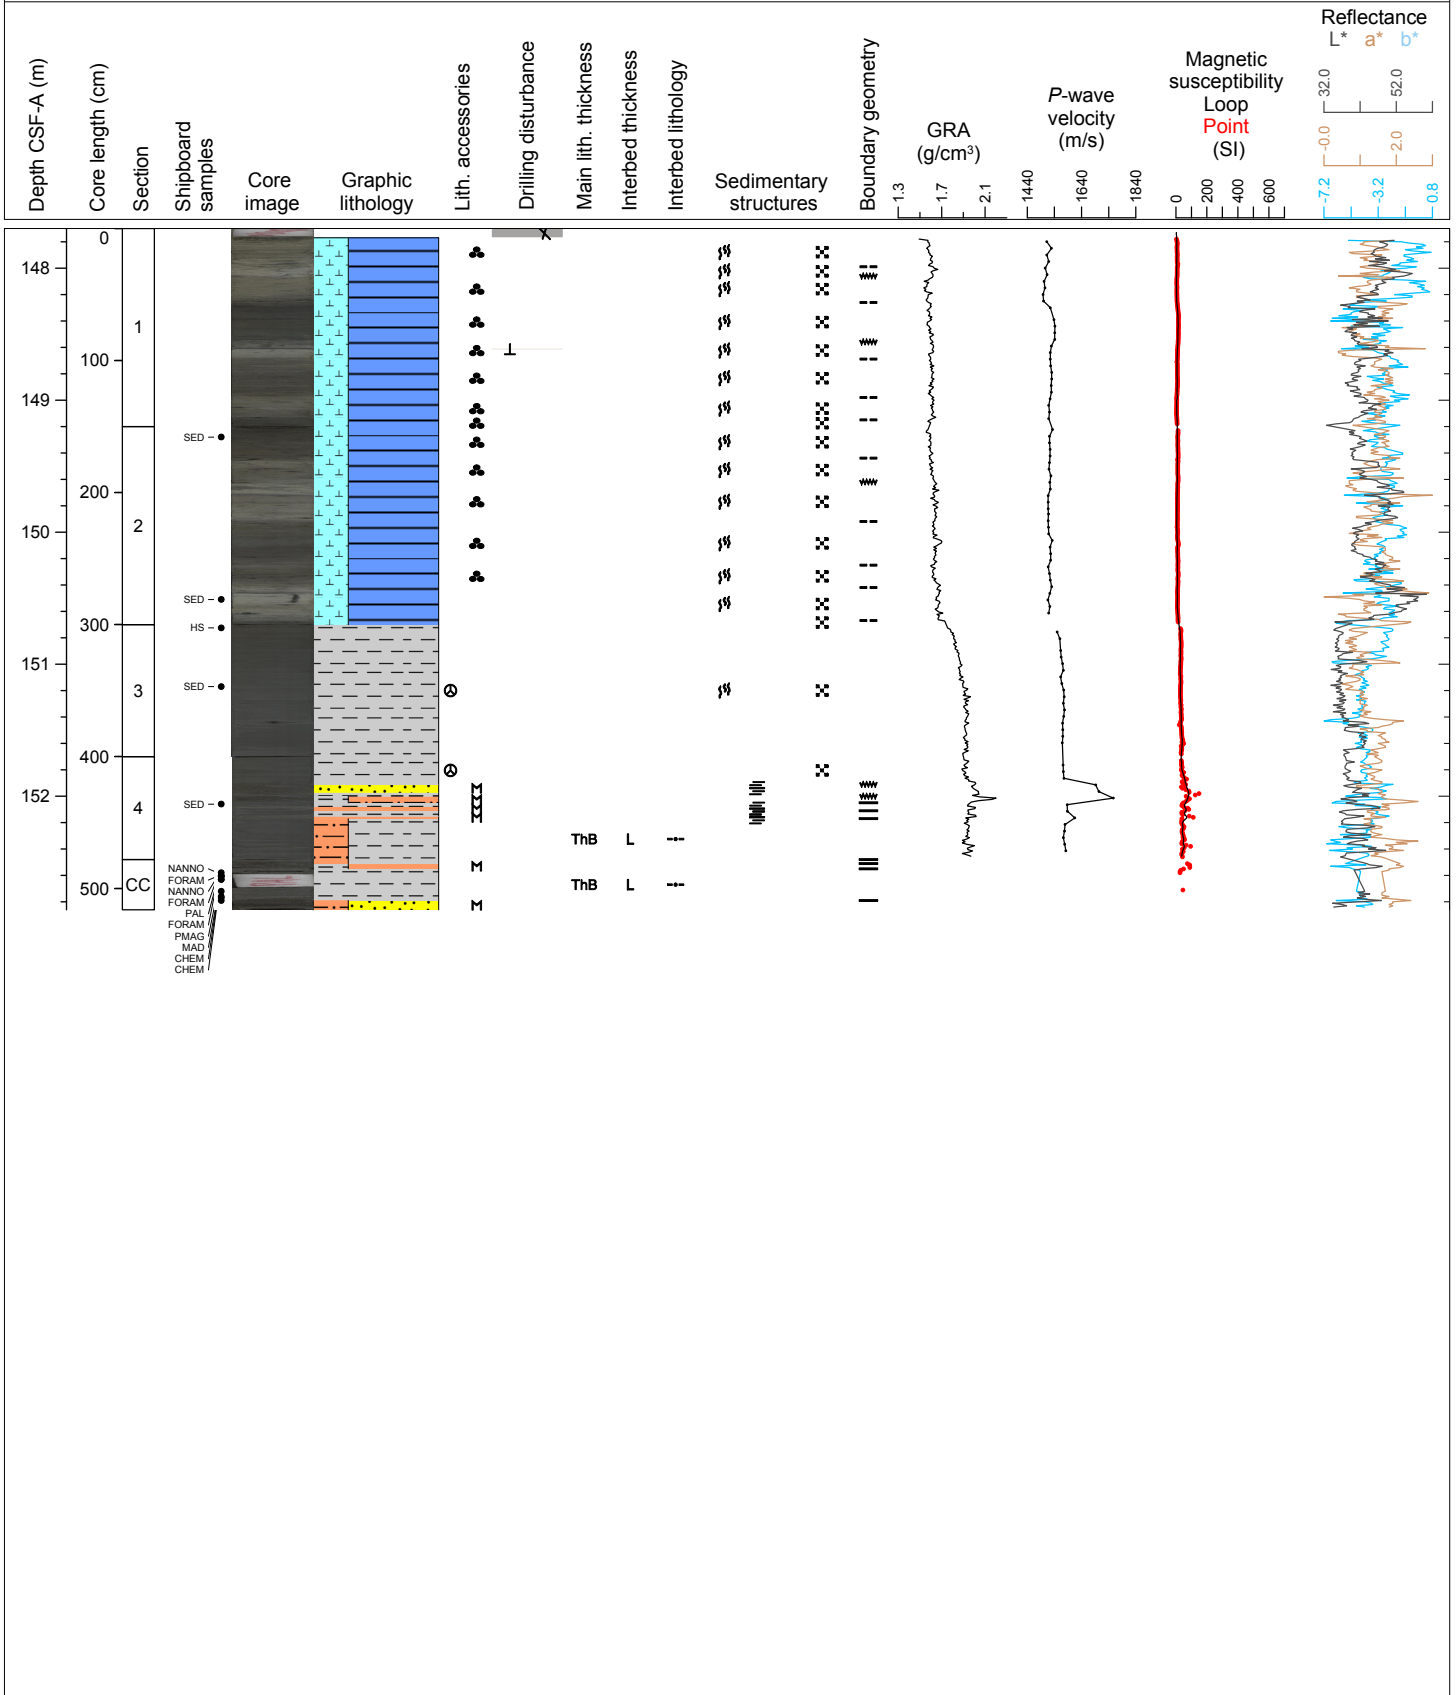 Depth CSF-A (m)
Core length (cm)
Section
Shipboard
samples
Core
image
Graphic
lithology
Lith. accessories
Drilling disturbance
Main lith. thickness
Interbed thickness
Interbed lithology
Sedimentary
structures
Boundary geometry
GRA
(g/cm³)
1.3 1.7 2.1
P-wave
velocity
(m/s)
1440 1640 1840
Magnetic
susceptibility
Loop
Point
(SI)
0 200 400 600
Reflectance
L* a* b*
32.0 52.0
-0.0 2.0
-7.2 -3.2 0.8
148
149
150
151
152
0
100
200
300
400
500
1
2
3
4
CC
SED
SED
HS
SED
SED
NANNO
FORAM
NANNO
FORAM
PAL
FORAM
PMAG
MAD
CHEM
CHEM
M
M
M
ThB L
ThB L